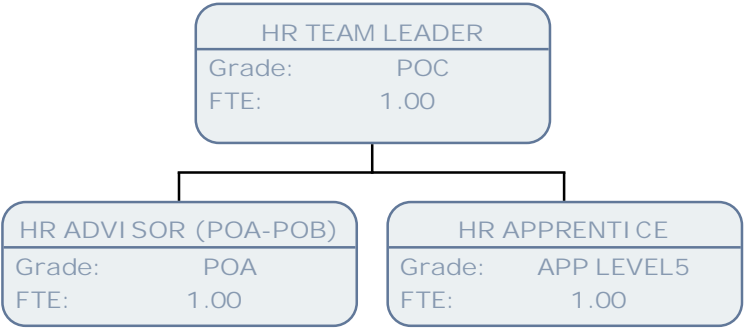 HR TEAM LEADER
Grade: POC
FTE: 1.00
HR ADVISOR (POA-POB)
Grade: POA
FTE: 1.00
HR APPRENTICE
Grade: APP LEVEL5
FTE: 1.00